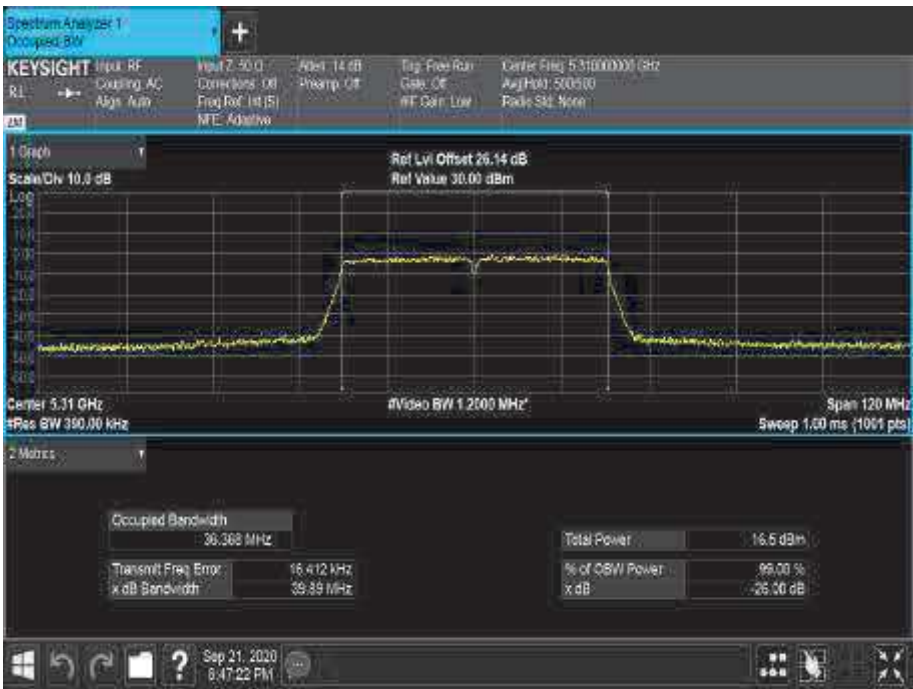 Spectrum Analyzer 1
Occupied BW
KEYSIGHT
Input: RF
Coupling: AC
Align: Auto
Input Z: 50 Ω
Corrections: Off
Freq Ref: Int (S)
NFE: Adaptive
Atten: 14 dB
Preamp: Off
Trig: Free Run
Gate: Off
#IF Gain: Low
Center Freq: 5.310000000 GHz
Avg|Hold: 500/500
Radio Std: None
1 Graph
Scale/Div 10.0 dB
Ref Lvl Offset 26.14 dB
Ref Value 30.00 dBm
Log
Center 5.31 GHz
#Video BW 1.2000 MHz*
Span 120 MHz
#Res BW 390.00 kHz
Sweep 1.00 ms (1001 pts)
2 Metrics
Occupied Bandwidth
36.368 MHz
Total Power 16.5 dBm
Transmit Freq Error 16.412 kHz
% of OBW Power 99.00 %
x dB Bandwidth 39.89 MHz
x dB -26.00 dB
Sep 21, 2020
8:47:22 PM